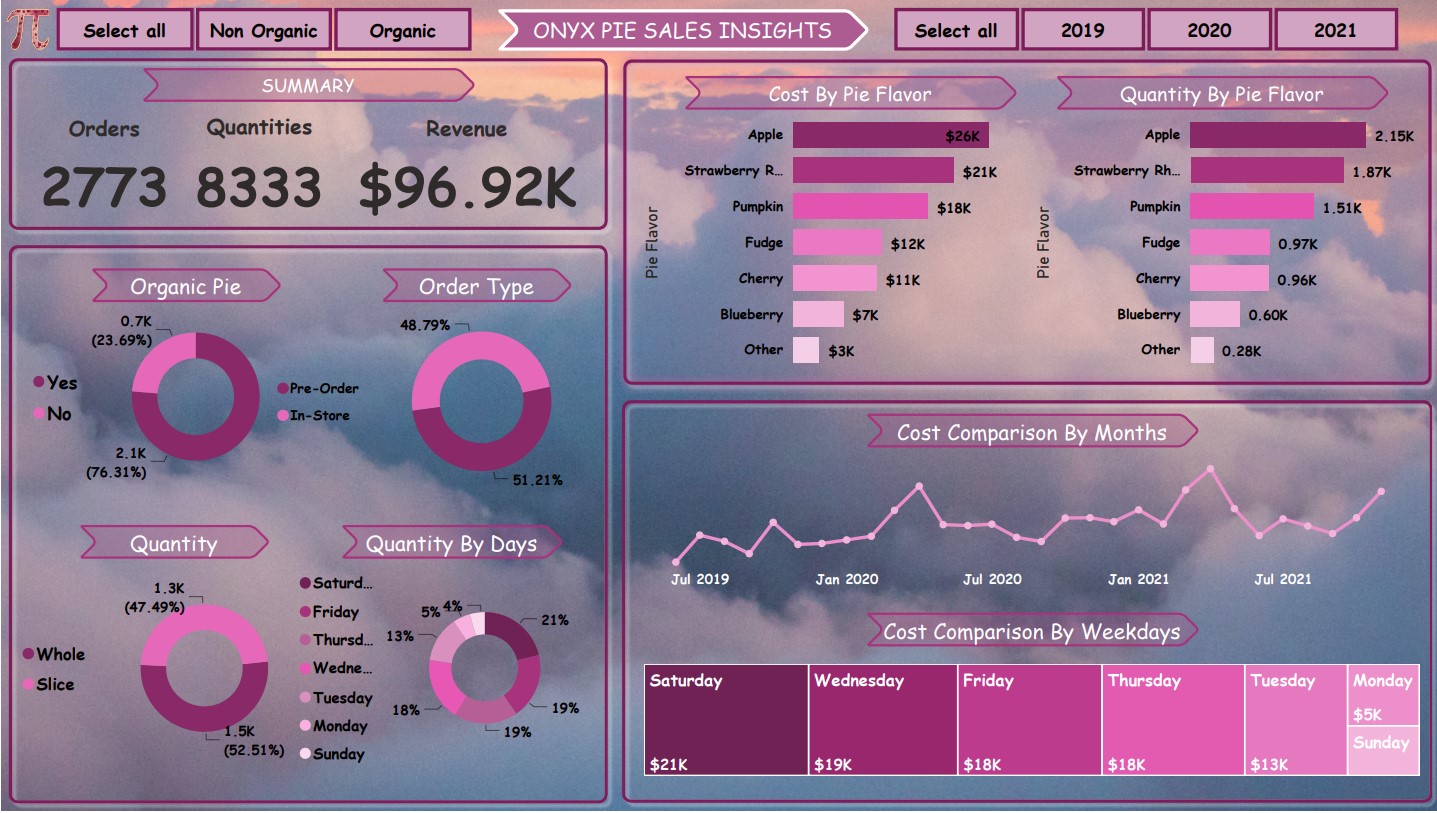 Select all
Non Organic
Organic
ONYX PIE SALES INSIGHTS
Select all
2019
2020
2021
SUMMARY
Orders
Quantities
Revenue
2773
8333
$96.92K
Cost By Pie Flavor
Pie Flavor
Apple
$26K
Strawberry R...
$21K
Pumpkin
$18K
Fudge
$12K
Cherry
$11K
Blueberry
$7K
Other
$3K
Quantity By Pie Flavor
Pie Flavor
Apple
2.15K
Strawberry Rh...
1.87K
Pumpkin
1.51K
Fudge
0.97K
Cherry
0.96K
Blueberry
0.60K
Other
0.28K
Organic Pie
0.7K
(23.69%)
Yes
No
2.1K
(76.31%)
Order Type
48.79%
Pre-Order
In-Store
51.21%
Quantity
1.3K
(47.49%)
Whole
Slice
1.5K
(52.51%)
Quantity By Days
Saturd...
Friday
Thursd...
Wedne...
Tuesday
Monday
Sunday
5%
4%
21%
13%
18%
19%
19%
Cost Comparison By Months
Jul 2019
Jan 2020
Jul 2020
Jan 2021
Jul 2021
Cost Comparison By Weekdays
Saturday
$21K
Wednesday
$19K
Friday
$18K
Thursday
$18K
Tuesday
$13K
Monday
$5K
Sunday